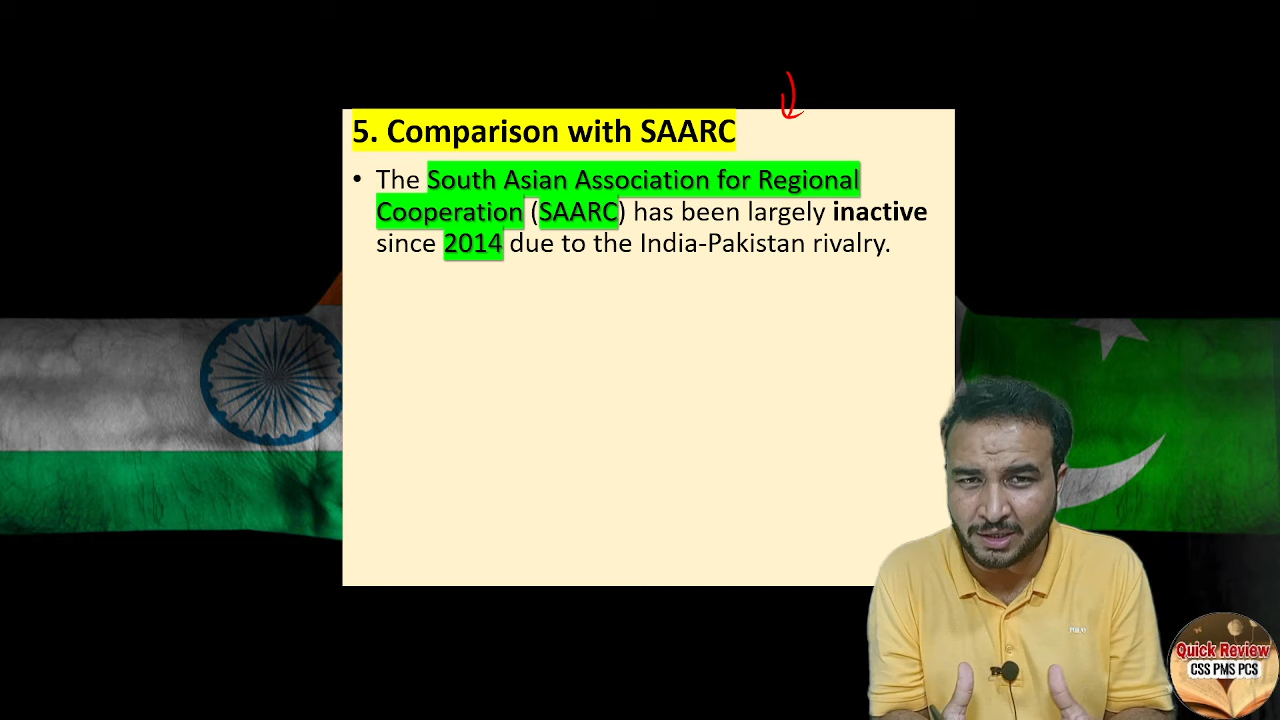 5. Comparison with SAARC
• The South Asian Association for Regional
Cooperation (SAARC) has been largely inactive
since 2014 due to the India-Pakistan rivalry.
Quick Review
CSS PMS PCS